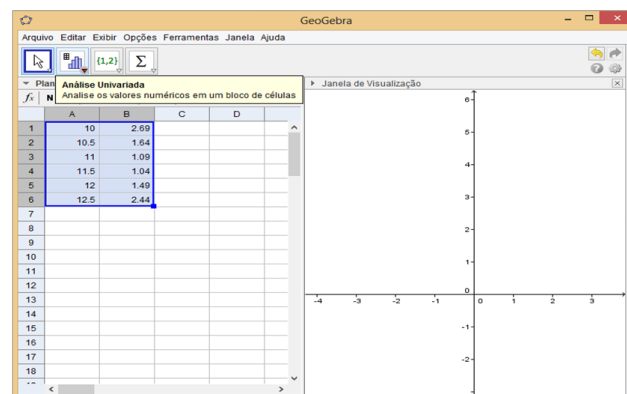 GeoGebra
Arquivo Editar Exibir Opções Ferramentas Janela Ajuda
{1,2} Σ
Análise Univariada
Analise os valores numéricos em um bloco de células
Janela de Visualização
fx N
A B C D
1 10 2.69
2 10.5 1.64
3 11 1.09
4 11.5 1.04
5 12 1.49
6 12.5 2.44
7
8
9
10
11
12
13
14
15
16
17
18
6
5
4
3
2
1
0
-4 -3 -2 -1 0 1 2 3
-1
-2